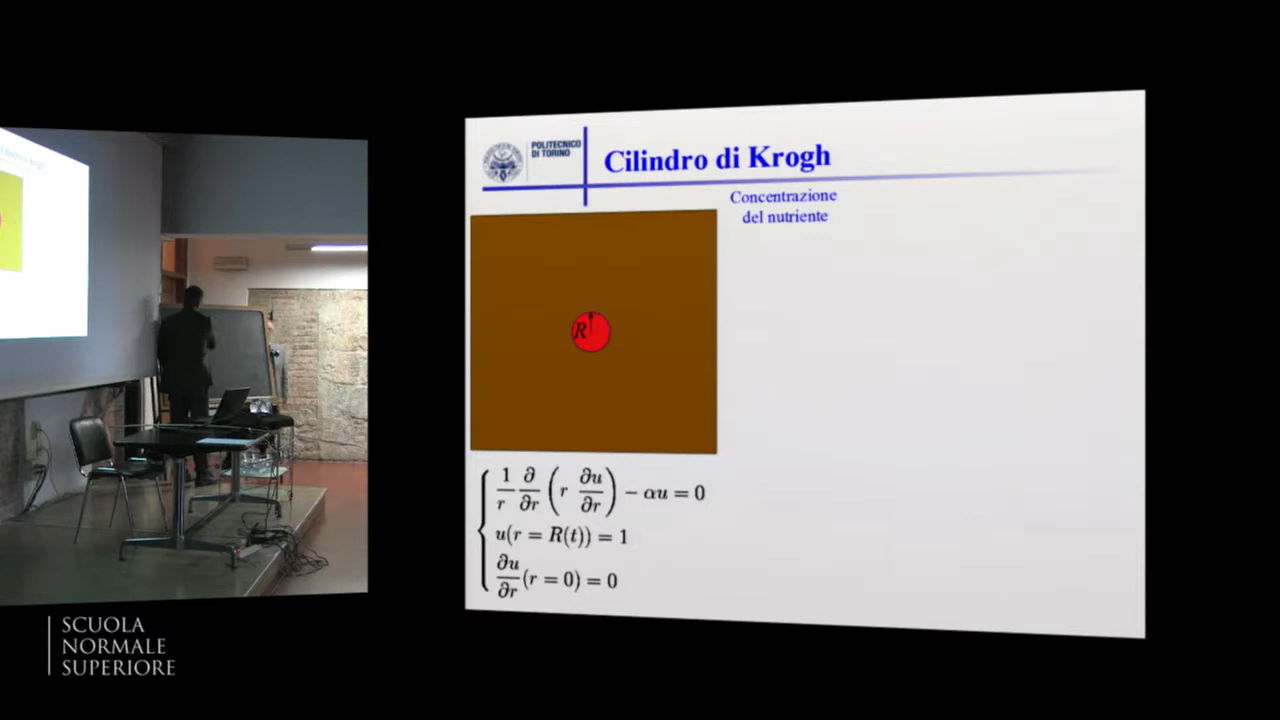 POLITECNICO
DI TORINO
Cilindro di Krogh
Concentrazione
del nutriente
R
1/r ∂/∂r (r ∂u/∂r) − αu = 0
u(r = R(t)) = 1
∂u/∂r (r = 0) = 0
SCUOLA
NORMALE
SUPERIORE